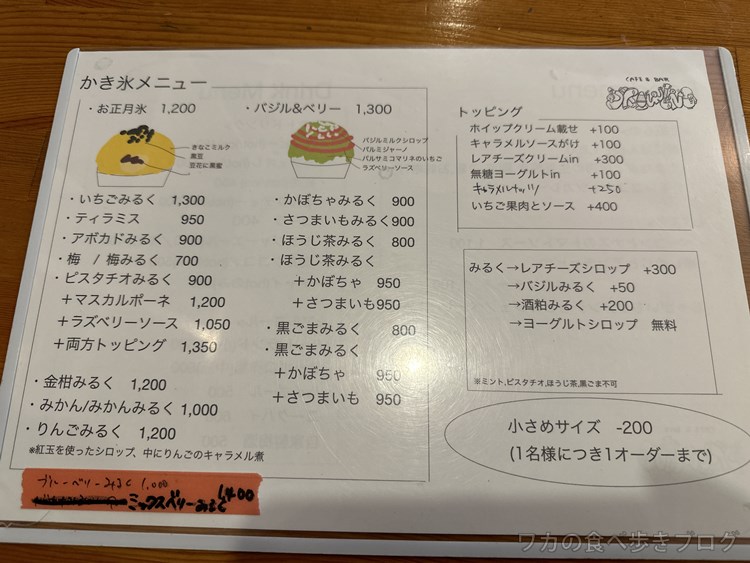 かき氷メニュー
・お正月氷 1,200
きなこミルク
黒豆
豆花に黒蜜
・バジル&ベリー 1,300
バジルミルクシロップ
パルミジャーノ
バルサミコマリネのいちご
ラズベリーソース
・いちごみるく 1,300
・ティラミス 950
・アボカドみるく 900
・梅 / 梅みるく 700
・ピスタチオみるく 900
＋マスカルポーネ 1,200
＋ラズベリーソース 1,050
＋両方トッピング 1,350
・金柑みるく 1,200
・みかん/みかんみるく 1,000
・りんごみるく 1,200
※紅玉を使ったシロップ、中にりんごのキャラメル煮
ブルーベリーみるく 1,000
ミックスベリーみるく 1,400
・かぼちゃみるく 900
・さつまいもみるく 900
・ほうじ茶みるく 800
・ほうじ茶みるく
＋かぼちゃ 950
＋さつまいも 950
・黒ごまみるく 800
・黒ごまみるく
＋かぼちゃ 950
＋さつまいも 950
CAFE & BAR
トッピング
ホイップクリーム載せ +100
キャラメルソースがけ +100
レアチーズクリームin +300
無糖ヨーグルトin +100
キャラメルナッツ +250
いちご果肉とソース +400
みるく→レアチーズシロップ +300
→バジルみるく +50
→酒粕みるく +200
→ヨーグルトシロップ 無料
※ミント,ピスタチオ,ほうじ茶,黒ごま不可
小さめサイズ -200
(1名様につき1オーダーまで)
ワカの食べ歩きブログ